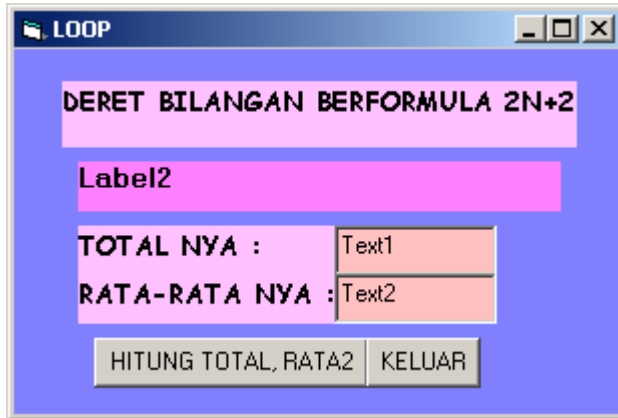 LOOP
DERET BILANGAN BERFORMULA 2N+2
Label2
TOTAL NYA : Text1
RATA-RATA NYA : Text2
HITUNG TOTAL, RATA2 KELUAR